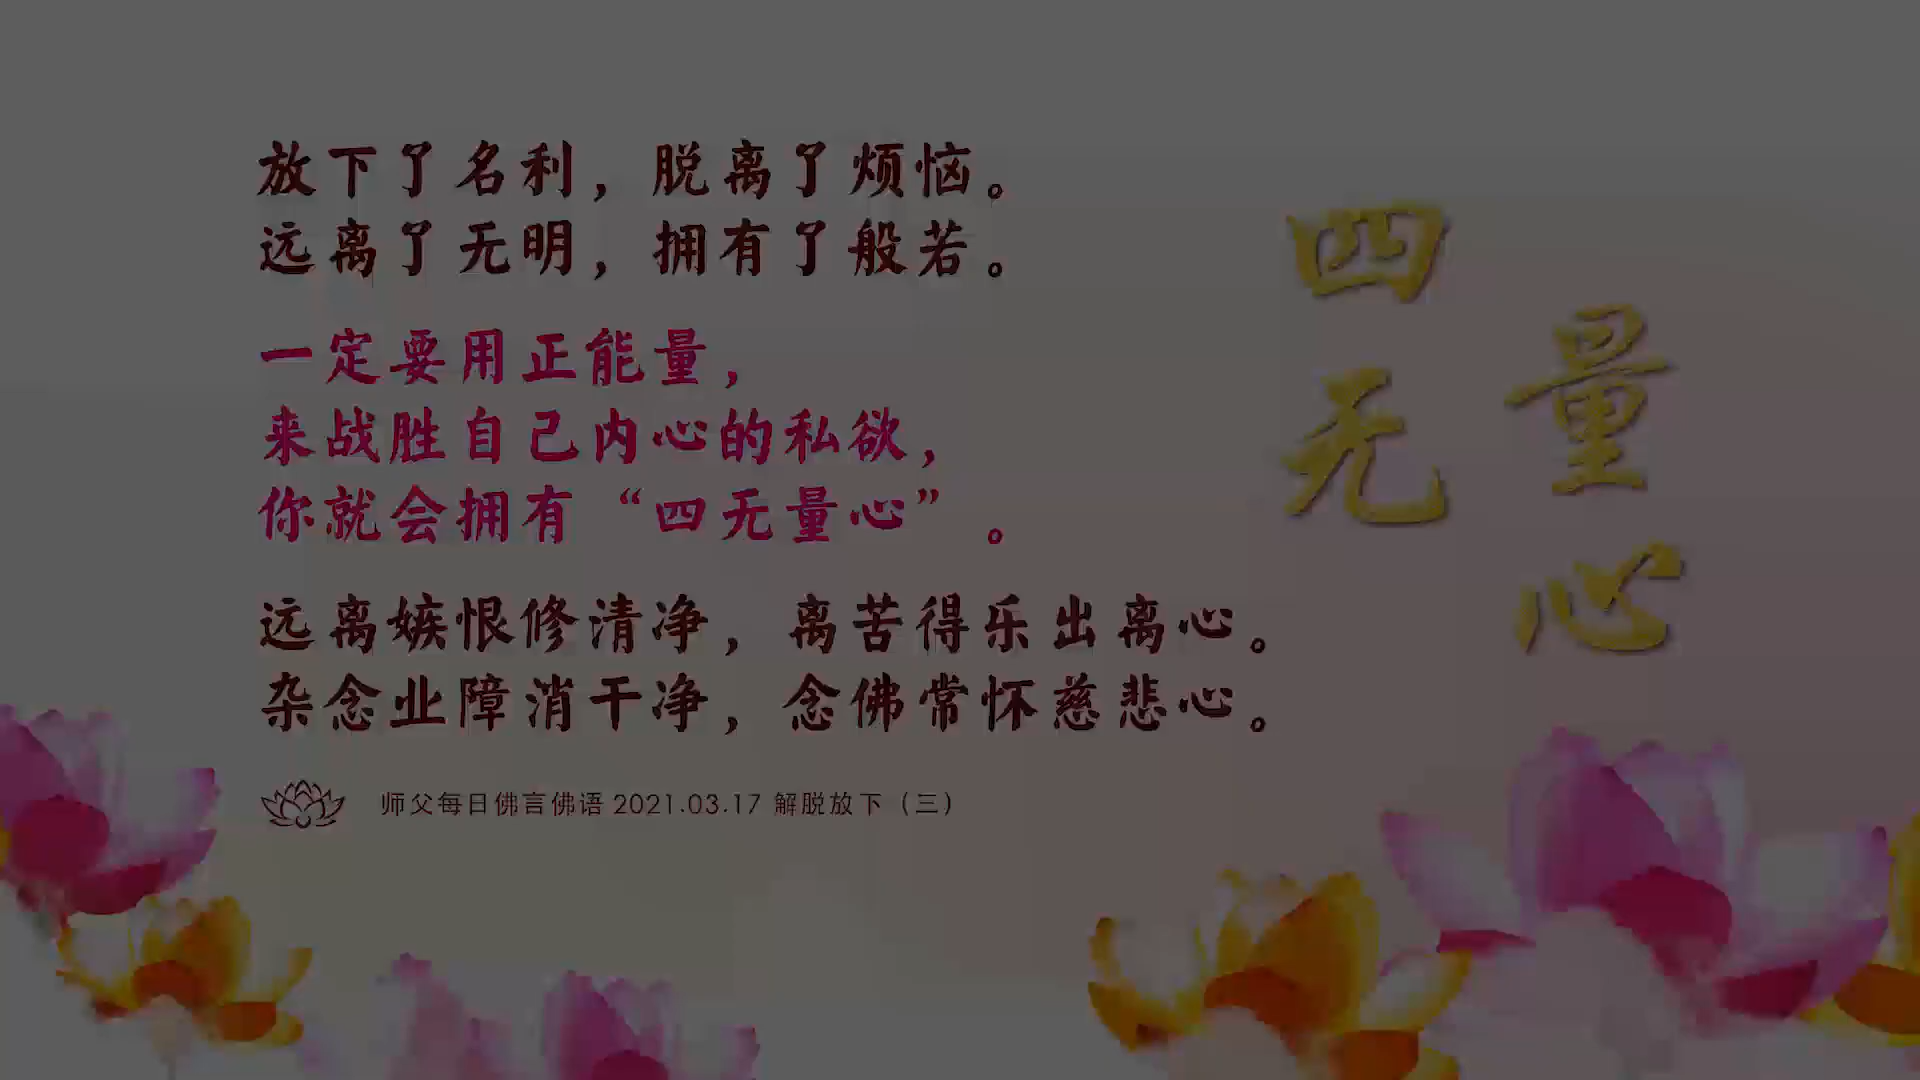 放下了名利，脱离了烦恼。
远离了无明，拥有了般若。
一定要用正能量，
来战胜自己内心的私欲，
你就会拥有“四无量心”。
远离嫉恨修清净，离苦得乐出离心。
杂念业障消干净，念佛常怀慈悲心。
师父每日佛言佛语 2021.03.17 解脱放下（三）
四无
量心